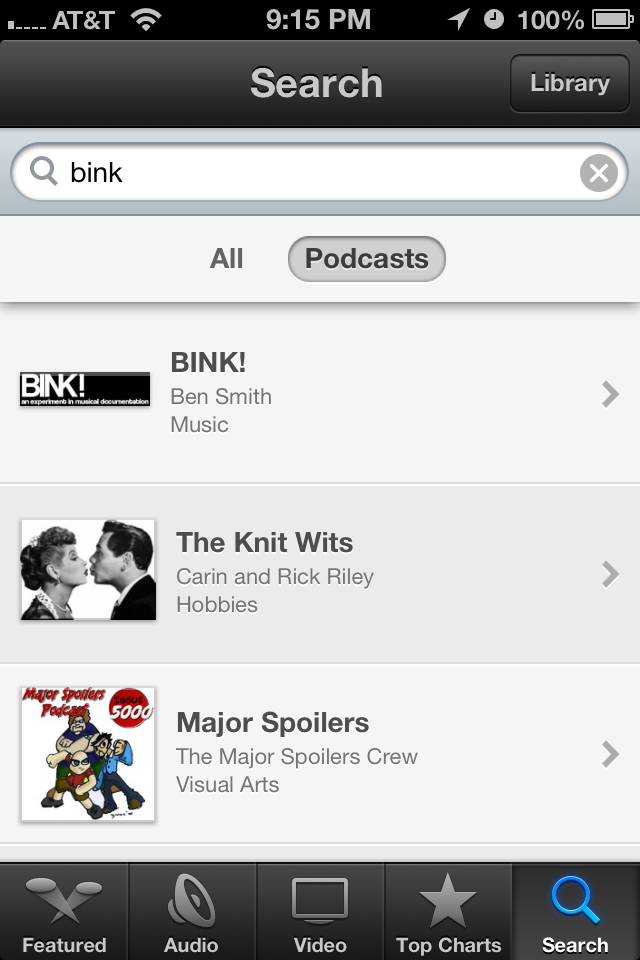 AT&T 9:15 PM 100%
Search
Library
bink
All Podcasts
BINK!
an experiment in musical documentation
BINK!
Ben Smith
Music
The Knit Wits
Carin and Rick Riley
Hobbies
Major Spoilers
Podcast
ISSUE
5000
Major Spoilers
The Major Spoilers Crew
Visual Arts
Featured Audio Video Top Charts Search